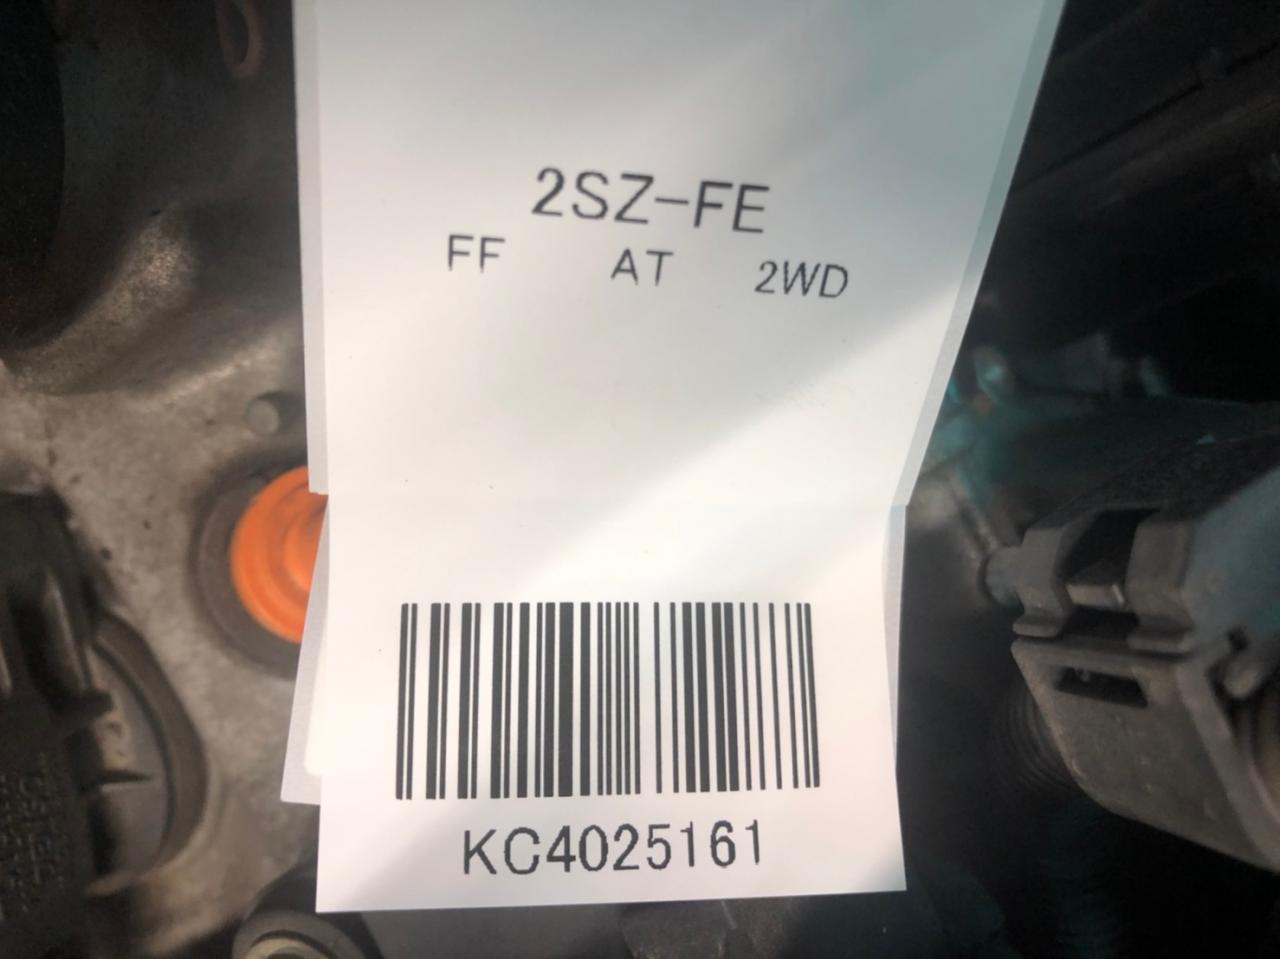 2SZ-FE
FF AT 2WD
KC4025161